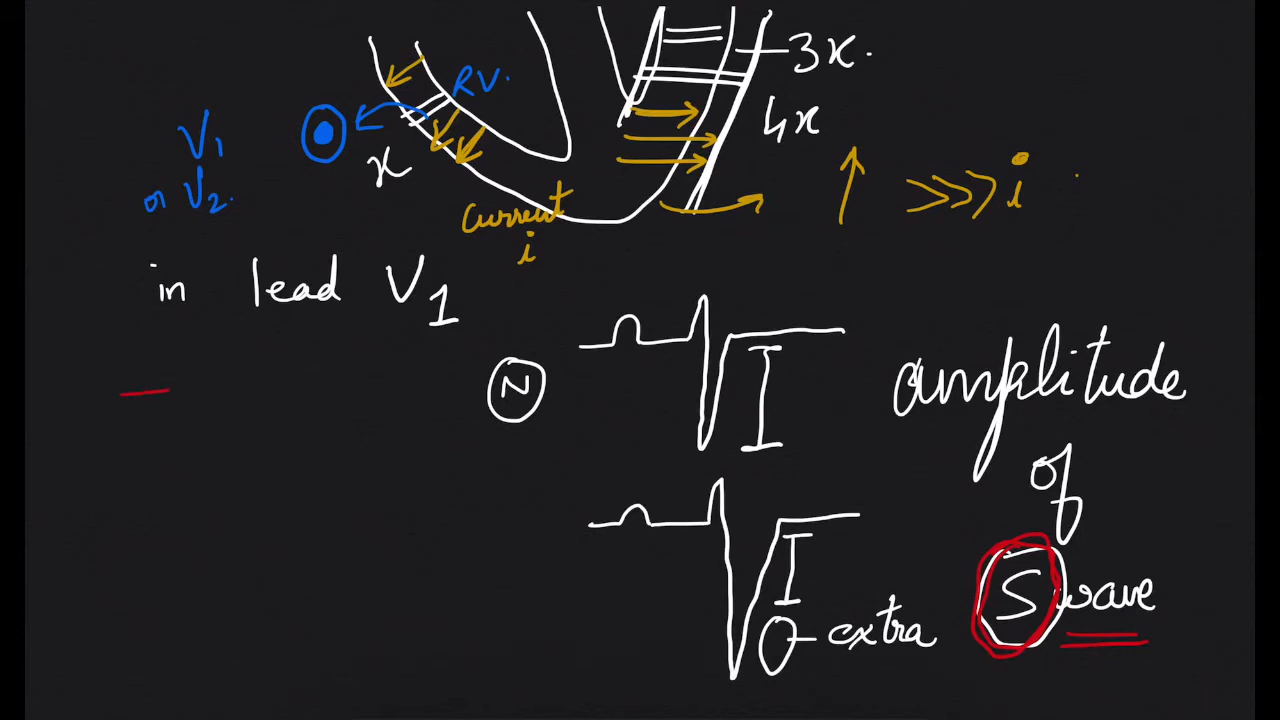 3x.
RV.
4x
V1
x
or V2.
>>> i
Current
i
in lead V1
N
amplitude
of
S wave
extra